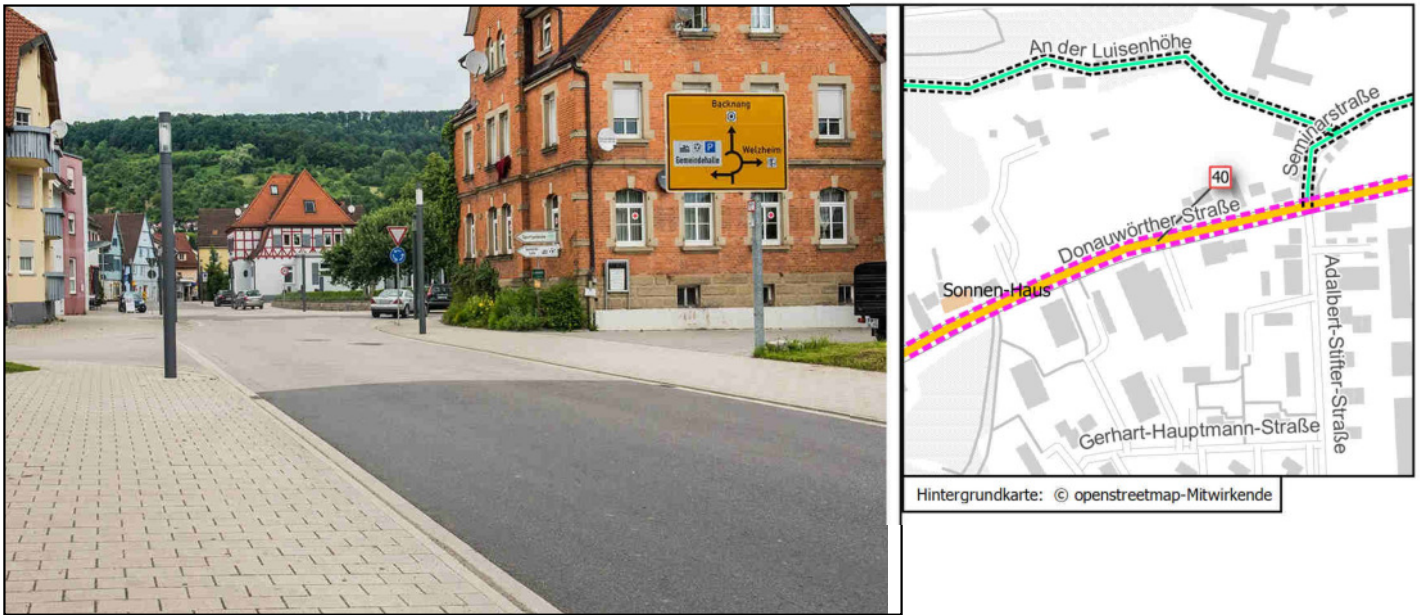 Backnang
P
Gemeindehalle
Welzheim
An der Luisenhöhe
Seminarstraße
40
Donauwörther Straße
Sonnen-Haus
Adalbert-Stifter-Straße
Gerhart-Hauptmann-Straße
Hintergrundkarte: © openstreetmap-Mitwirkende